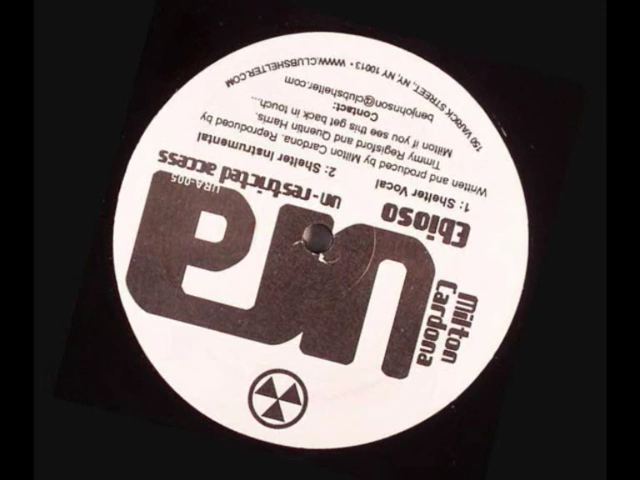 Milton
Cardona
ura
Ebioso
un-restricted access
URA-005
1: Shelter Vocal
2: Shelter Instrumental
Written and produced by Milton Cardona. Reproduced by
Timmy Regisford and Quentin Harris.
Milton if you see this get back in touch...
Contact:
benjohnson@clubshelter.com
150 VARICK STREET, NY, NY 10013 • WWW.CLUBSHELTER.COM